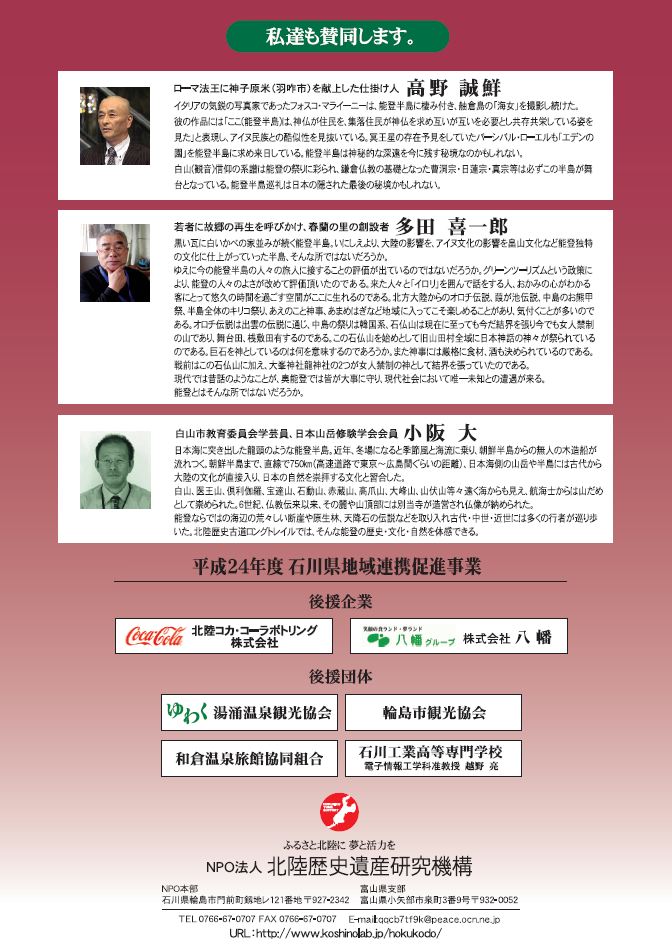 私達も賛同します。
ローマ法王に神子原米(羽咋市)を献上した仕掛け人 高野 誠鮮
イタリアの気鋭の写真家であったフォスコ・マライーニーは、能登半島に棲み付き、舳倉島の「海女」を撮影し続けた。
彼の作品には「ここ(能登半島)は、神仏が住民を、集落住民が神仏を求め互いが互いを必要とし共存共栄している姿を
見た」と表現し、アイヌ民族との酷似性を見抜いている。冥王星の存在予見をしていたパーシバル・ローエルも「エデンの
園」を能登半島に求め来日している。能登半島は神秘的な深遠を今に残す秘境なのかもしれない。
白山(観音)信仰の系譜は能登の祭りに彩られ、鎌倉仏教の基礎となった曹洞宗・日蓮宗・真宗等は必ずこの半島が舞
台となっている。能登半島巡礼は日本の隠された最後の秘境かもしれない。
若者に故郷の再生を呼びかけ、春蘭の里の創設者 多田 喜一郎
黒い瓦に白いかべの家並みが続く能登半島。いにしえより、大陸の影響を、アイヌ文化の影響を畠山文化など能登独特
の文化に仕上がっていった半島、そんな所ではないだろうか。
ゆえに今の能登半島の人々の旅人に接することの評価が出ているのではないだろうか。グリーンツーリズムという政策に
より、能登の人々のよさが改めて評価頂いたのである。来た人々と「イロリ」を囲んで話をする人、おかみの心がわかる
客にとって悠久の時間を過ごす空間がここに生れるのである。北方大陸からのオロチ伝説、葭が池伝説、中島のお熊甲
祭、半島全体のキリコ祭り、あえのこと神事、あまめはぎなど地域に入ってこそ楽しめることがあり、気付くことが多いので
ある。オロチ伝説は出雲の伝説に通じ、中島の祭りは韓国系、石仏山は現在に至っても今だ結界を張り今でも女人禁制
の山であり、舞台田、桟敷田有するのである。この石仏山を始めとして旧山田村全域に日本神話の神々が祭られている
のである。巨石を神としているのは何を意味するのであろうか。また神事には厳格に食材、酒も決められているのである。
戦前はこの石仏山に加え、大峯神社龍神社の2つが女人禁制の神として結界を張っていたのである。
現代では昔話のようなことが、奥能登では皆が大事に守り、現代社会において唯一未知との遭遇が来る。
能登とはそんな所ではないだろうか。
白山市教育委員会学芸員、日本山岳修験学会会員 小阪 大
日本海に突き出した龍頭のような能登半島。近年、冬場になると季節風と海流に乗り、朝鮮半島からの無人の木造船が
流れつく。朝鮮半島まで、直線で750km(高速道路で東京〜広島間ぐらいの距離)、日本海側の山岳や半島には古代から
大陸の文化が直接入り、日本の自然を崇拝する文化と習合した。
白山、医王山、倶利伽羅、宝達山、石動山、赤蔵山、高爪山、大峰山、山伏山等々遠く海からも見え、航海士からは山だめ
として崇められた。6世紀、仏教伝来以来、その麓や山頂部には別当寺が造営され仏像が納められた。
能登ならではの海辺の荒々しい断崖や原生林、天降石の伝説などを取り入れ古代・中世・近世には多くの行者が巡り歩
いた。北陸歴史古道ロングトレイルでは、そんな能登の歴史・文化・自然を体感できる。
平成24年度 石川県地域連携促進事業
後援企業
Coca-Cola 北陸コカ・コーラボトリング
株式会社
笑顔の食ランド・夢ランド
八幡グループ 株式会社 八幡
後援団体
ゆわく 湯涌温泉観光協会
輪島市観光協会
和倉温泉旅館協同組合
石川工業高等専門学校
電子情報工学科准教授 越野 亮
ふるさと北陸に 夢と活力を
NPO法人 北陸歴史遺産研究機構
NPO本部
石川県輪島市門前町鍛地レ121番地 〒927-2342
富山県支部
富山県小矢部市泉町3番9号〒932-0052
TEL 0766-67-0707 FAX 0766-67-0707 E-mail:qqcb7tf9k@peace.ocn.ne.jp
URL:http://www.koshinolab.jp/hokukodo/